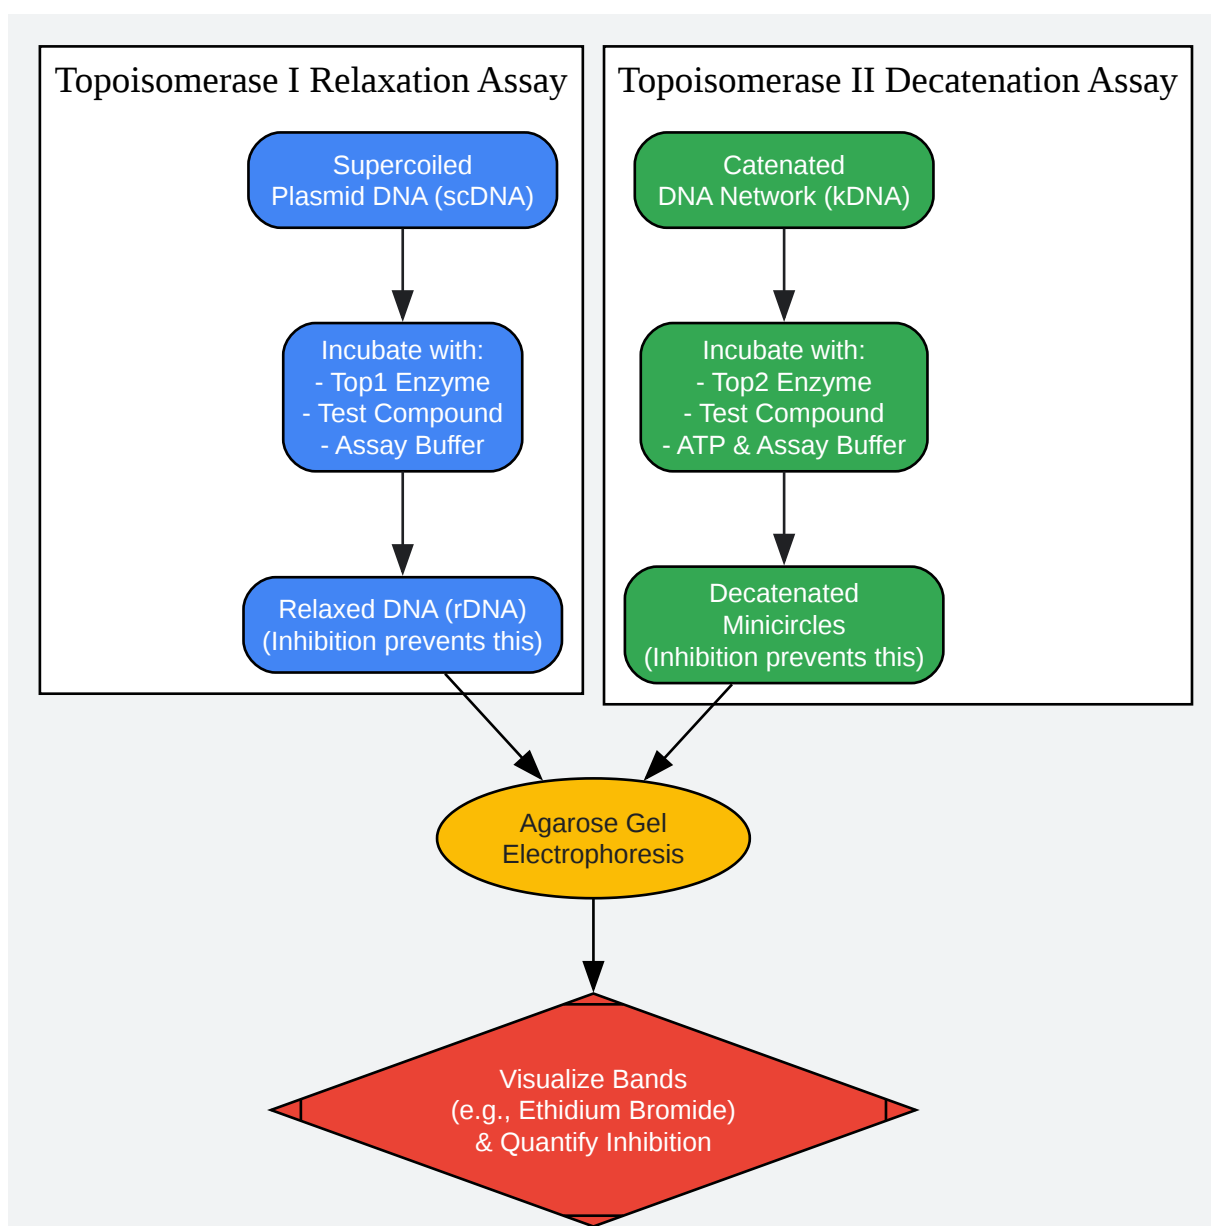 Topoisomerase I Relaxation Assay
Supercoiled
Plasmid DNA (scDNA)
Incubate with:
- Top1 Enzyme
- Test Compound
- Assay Buffer
Relaxed DNA (rDNA)
(Inhibition prevents this)
Topoisomerase II Decatenation Assay
Catenated
DNA Network (kDNA)
Incubate with:
- Top2 Enzyme
- Test Compound
- ATP & Assay Buffer
Decatenated
Minicircles
(Inhibition prevents this)
Agarose Gel
Electrophoresis
Visualize Bands
(e.g., Ethidium Bromide)
& Quantify Inhibition